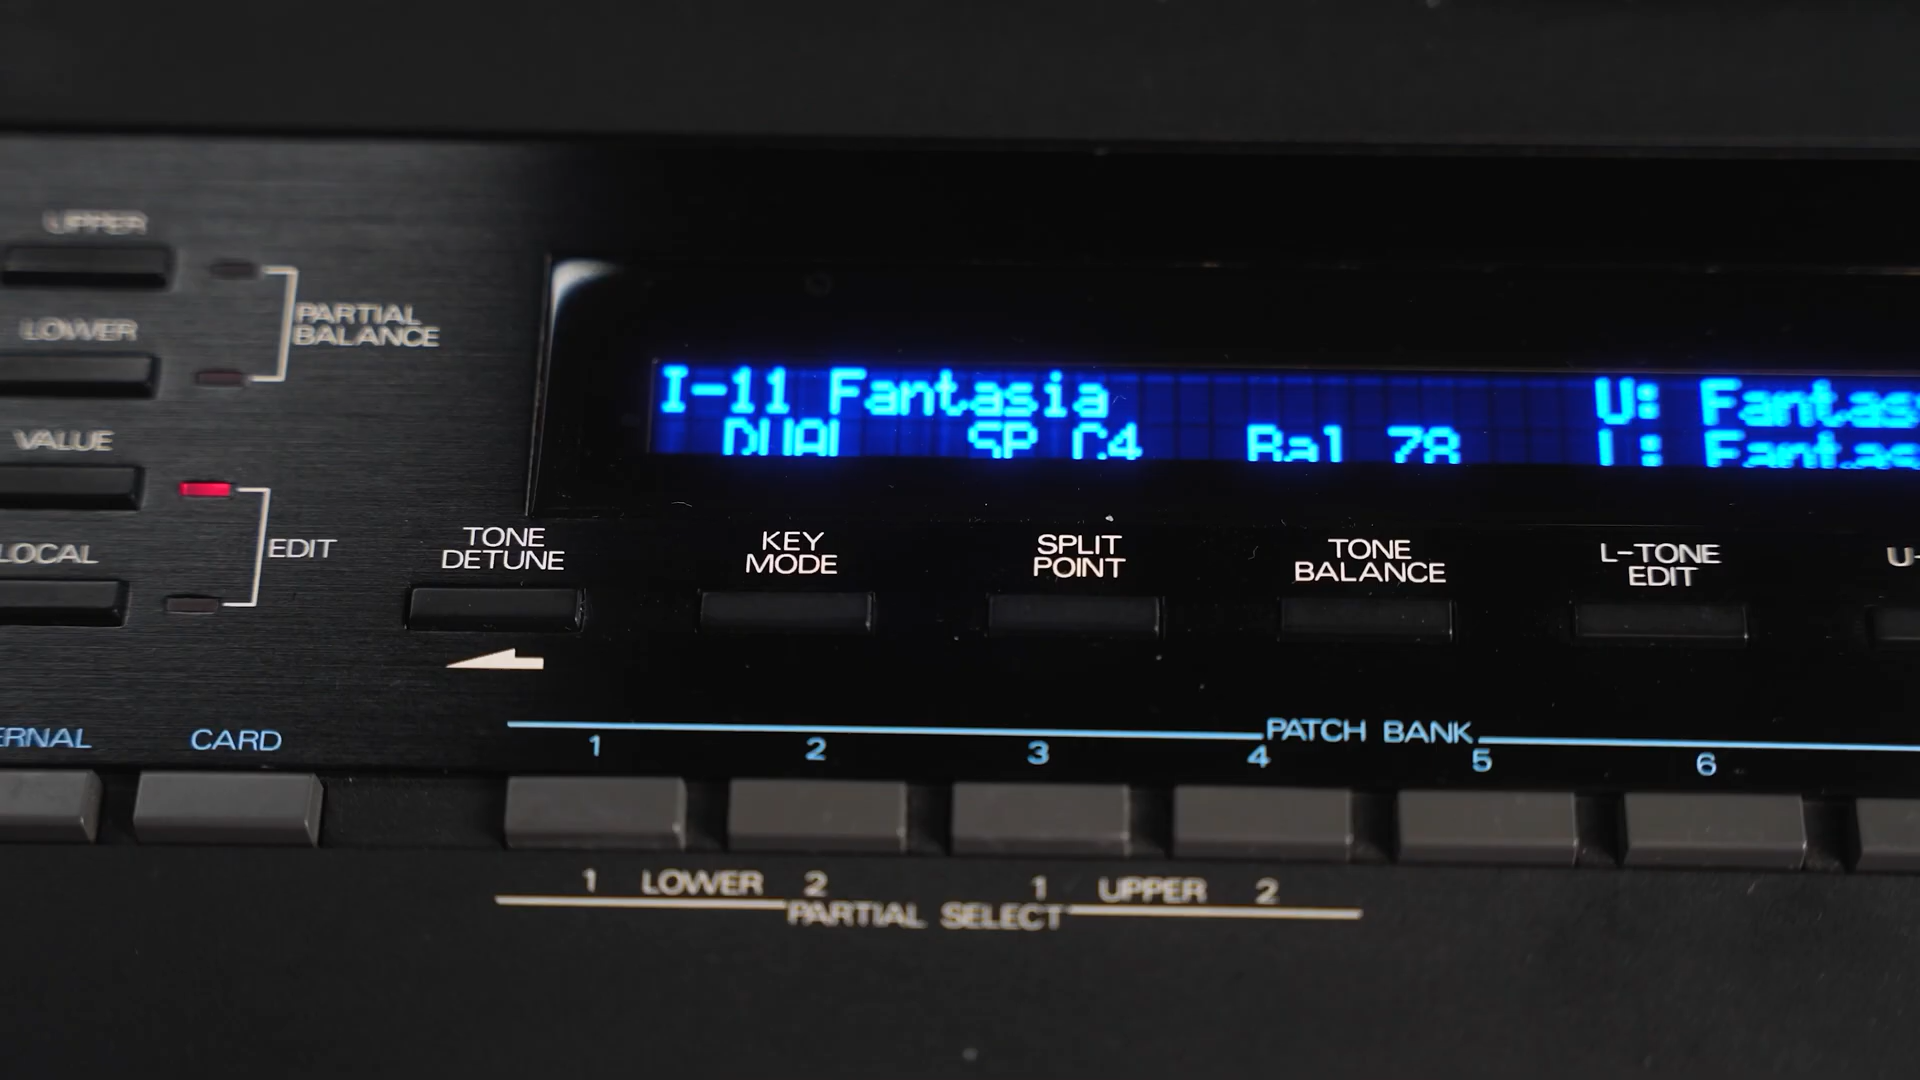 UPPER
LOWER
PARTIAL
BALANCE
VALUE
LOCAL
EDIT
I-11 Fantasia U: Fantas
DUAL SP C4 Bal 78 L: Fantas
TONE
DETUNE
KEY
MODE
SPLIT
POINT
TONE
BALANCE
L-TONE
EDIT
U-
ERNAL
CARD
PATCH BANK
1 2 3 4 5 6
1 LOWER 2 1 UPPER 2
PARTIAL SELECT